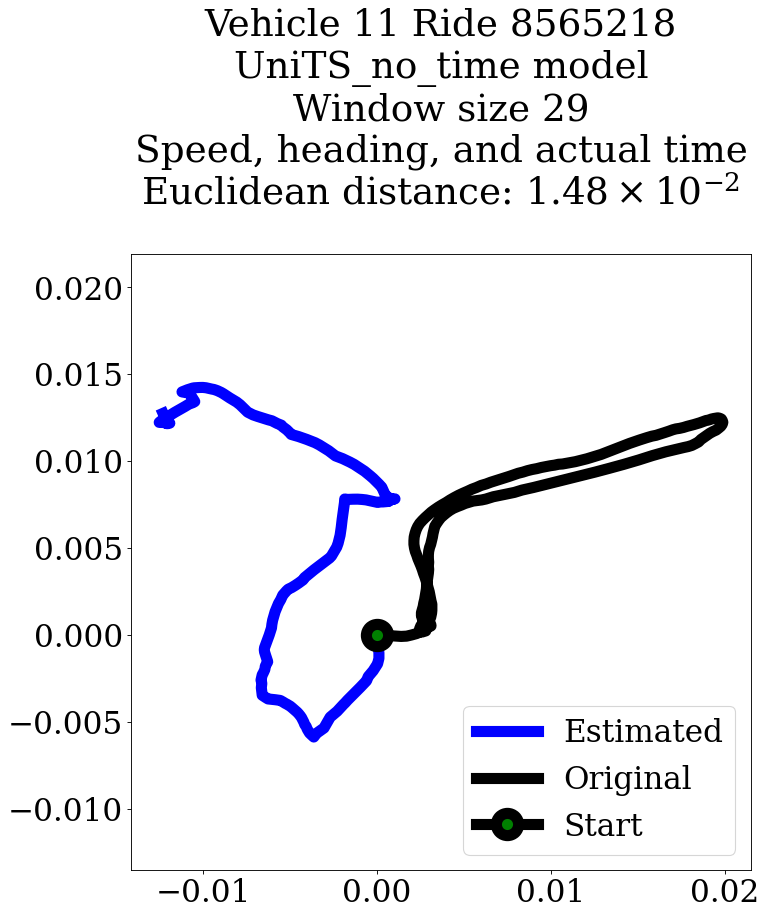 Vehicle 11 Ride 8565218
UniTS_no_time model
Window size 29
Speed, heading, and actual time
Euclidean distance: 1.48 × 10⁻²
0.020
0.015
0.010
0.005
0.000
−0.005
−0.010
−0.01
0.00
0.01
0.02
Estimated
Original
Start